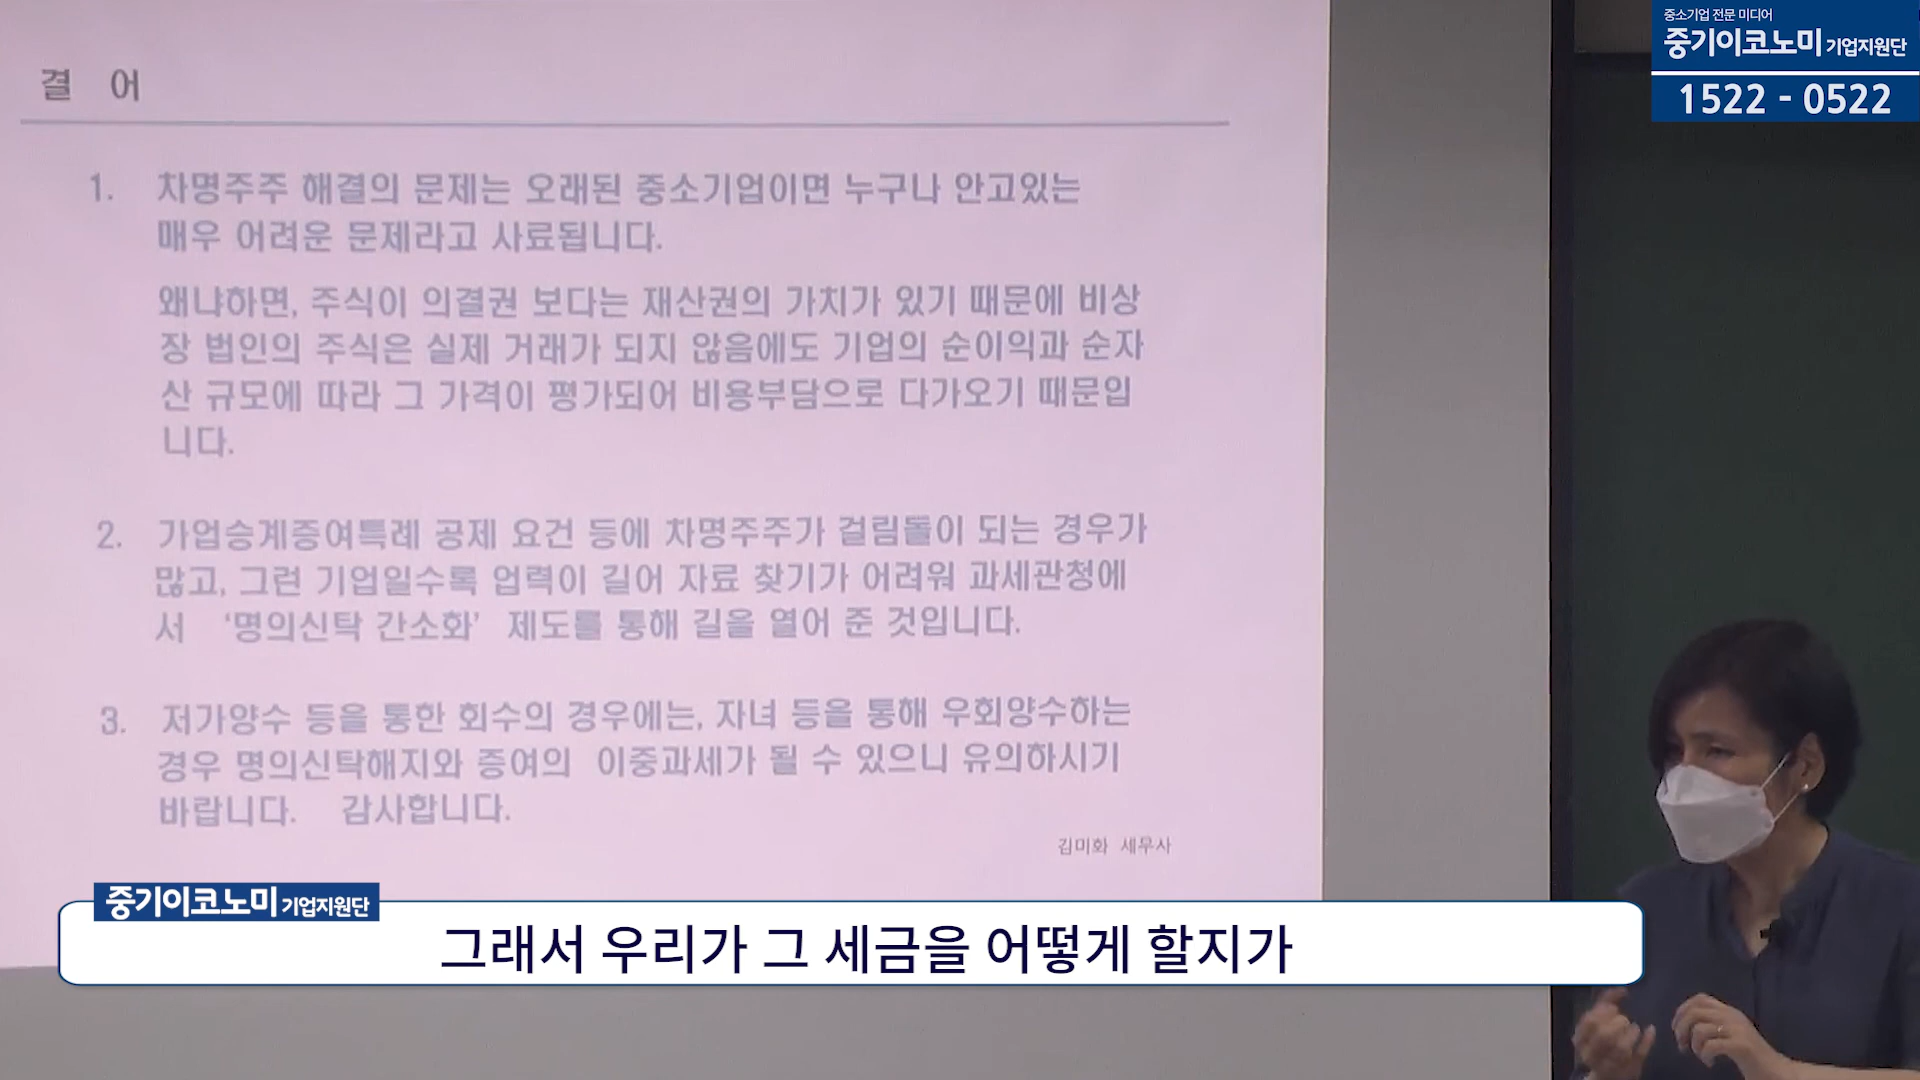 중소기업 전문 미디어
중기이코노미 기업지원단
1522 - 0522
결 어
1. 차명주주 해결의 문제는 오래된 중소기업이면 누구나 안고있는
매우 어려운 문제라고 사료됩니다.
왜냐하면, 주식이 의결권 보다는 재산권의 가치가 있기 때문에 비상
장 법인의 주식은 실제 거래가 되지 않음에도 기업의 순이익과 순자
산 규모에 따라 그 가격이 평가되어 비용부담으로 다가오기 때문입
니다.
2. 가업승계증여특례 공제 요건 등에 차명주주가 걸림돌이 되는 경우가
많고, 그런 기업일수록 업력이 길어 자료 찾기가 어려워 과세관청에
서 ‘명의신탁 간소화’ 제도를 통해 길을 열어 준 것입니다.
3. 저가양수 등을 통한 회수의 경우에는, 자녀 등을 통해 우회양수하는
경우 명의신탁해지와 증여의 이중과세가 될 수 있으니 유의하시기
바랍니다. 감사합니다.
김미화 세무사
중기이코노미 기업지원단
그래서 우리가 그 세금을 어떻게 할지가